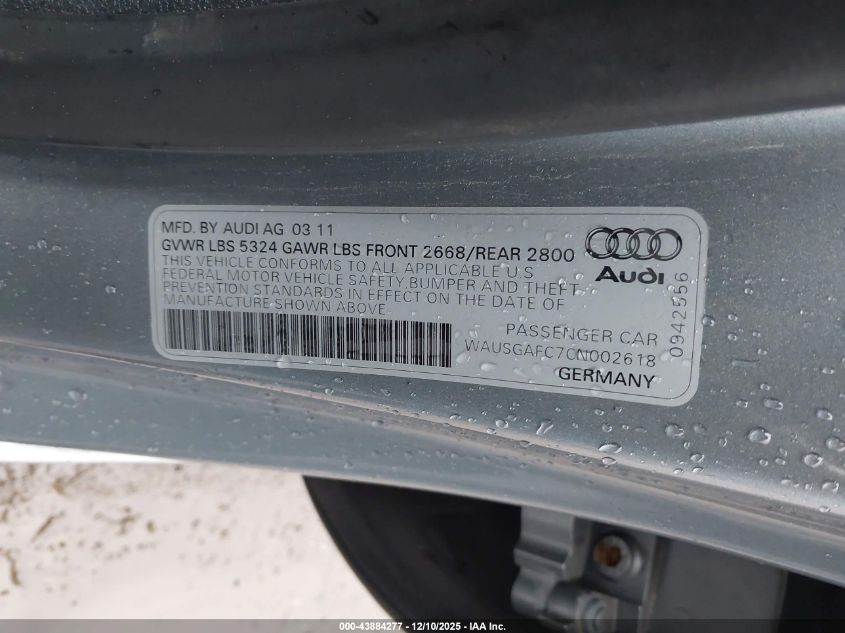 MFD. BY AUDI AG 03 11
GVWR LBS 5324 GAWR LBS FRONT 2668/REAR 2800
THIS VEHICLE CONFORMS TO ALL APPLICABLE U.S
FEDERAL MOTOR VEHICLE SAFETY,BUMPER AND THEFT
PREVENTION STANDARDS IN EFFECT ON THE DATE OF
MANUFACTURE SHOWN ABOVE.
Audi
0942556
PASSENGER CAR
WAUSGAFC7CN002618
GERMANY
000-43884277 - 12/10/2025 - IAA Inc.